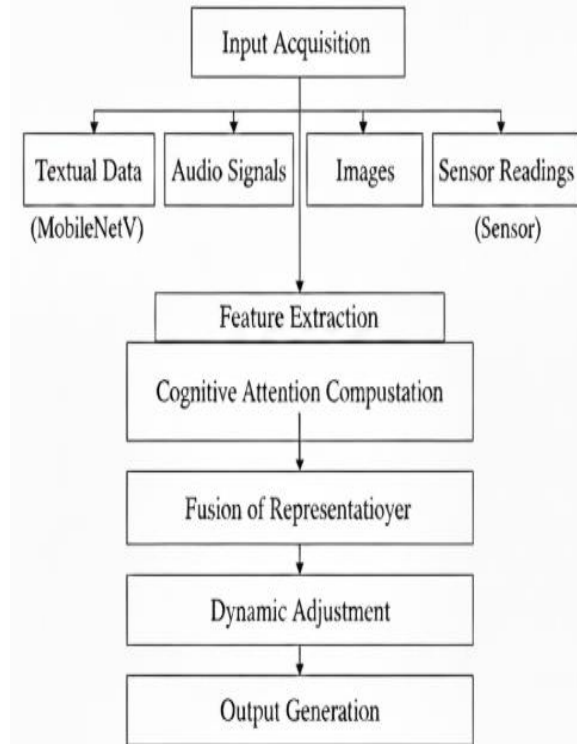 Input Acquisition
Textual Data
Audio Signals
Images
Sensor Readings
(MobileNetV)
(Sensor)
Feature Extraction
Cognitive Attention Compustation
Fusion of Representatioyer
Dynamic Adjustment
Output Generation